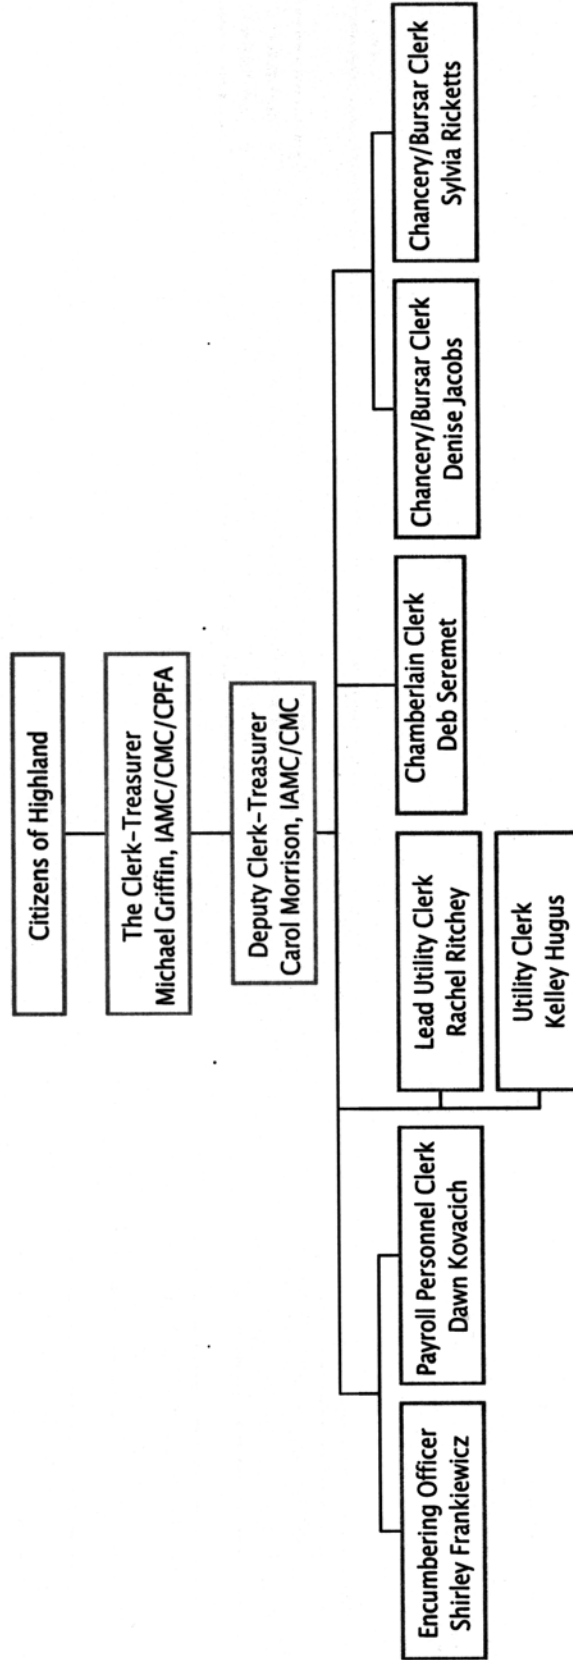 Citizens of Highland
The Clerk-Treasurer
Michael Griffin, IAMC/CMC/CPFA
Deputy Clerk-Treasurer
Carol Morrison, IAMC/CMC
Encumbering Officer
Shirley Frankiewicz
Payroll Personnel Clerk
Dawn Kovacich
Lead Utility Clerk
Rachel Ritchey
Utility Clerk
Kelley Hugus
Chamberlain Clerk
Deb Seremet
Chancery/Bursar Clerk
Denise Jacobs
Chancery/Bursar Clerk
Sylvia Ricketts